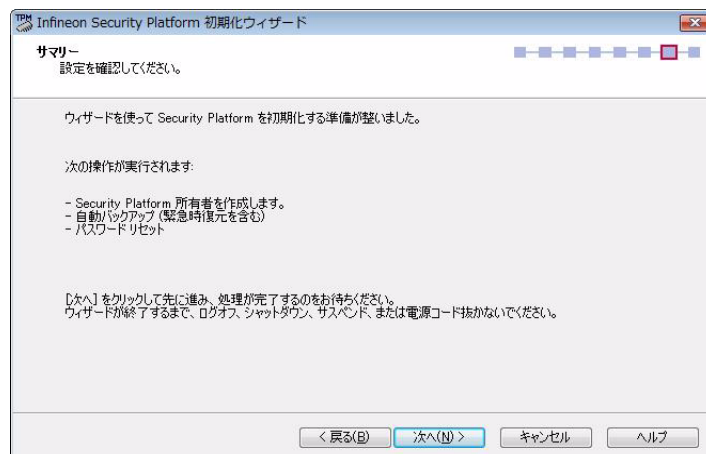 TPM Infineon Security Platform 初期化ウィザード
サマリー
設定を確認してください。
ウィザードを使って Security Platform を初期化する準備が整いました。
次の操作が実行されます:
- Security Platform 所有者を作成します。
- 自動バックアップ (緊急時復元を含む)
- パスワード リセット
[次へ] をクリックして先に進み、処理が完了するのをお待ちください。
ウィザードが終了するまで、ログオフ、シャットダウン、サスペンド、または電源コード抜かないでください。
< 戻る(B) 次へ(N) > キャンセル ヘルプ